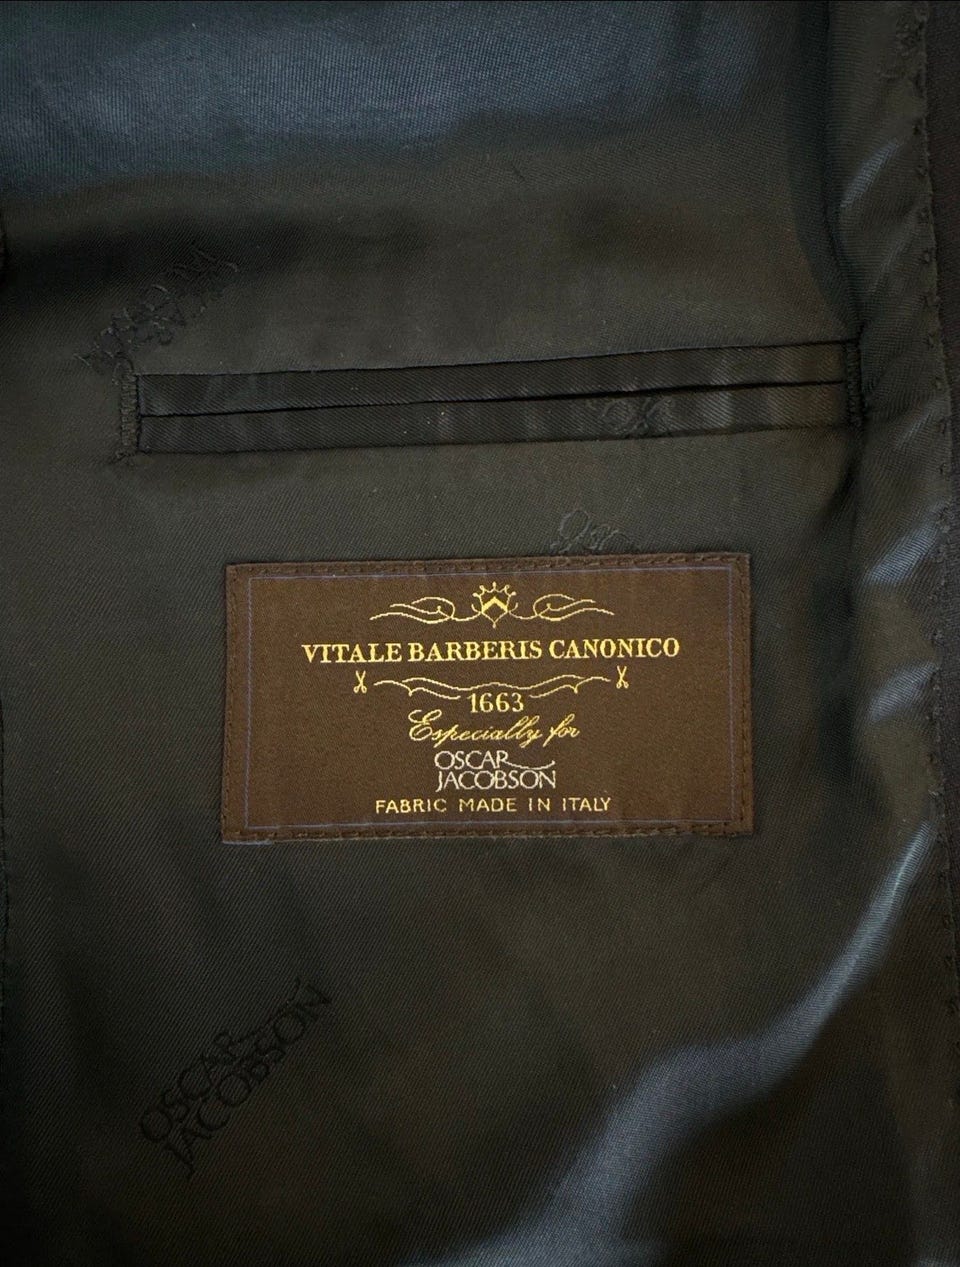 VITALE BARBERIS CANONICO
1663
Especially for
OSCAR
JACOBSON
FABRIC MADE IN ITALY
OSCAR
JACOBSON